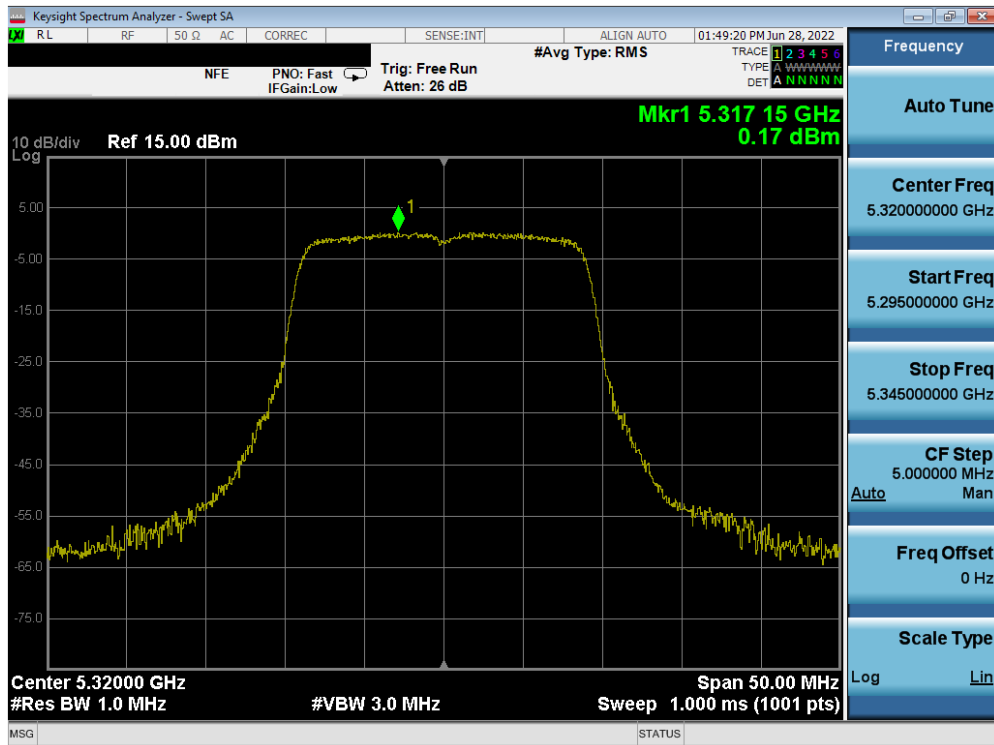 Keysight Spectrum Analyzer - Swept SA
LXI RL RF 50 Ω AC CORREC SENSE:INT ALIGN AUTO 01:49:20 PM Jun 28, 2022
NFE PNO: Fast Trig: Free Run #Avg Type: RMS TRACE 1 2 3 4 5 6
IFGain:Low Atten: 26 dB TYPE A WWWWW
DET A N N N N N
Mkr1 5.317 15 GHz
0.17 dBm
10 dB/div Ref 15.00 dBm
Log
1
5.00
-5.00
-15.0
-25.0
-35.0
-45.0
-55.0
-65.0
-75.0
Center 5.32000 GHz Span 50.00 MHz
#Res BW 1.0 MHz #VBW 3.0 MHz Sweep 1.000 ms (1001 pts)
MSG STATUS
Frequency
Auto Tune
Center Freq
5.320000000 GHz
Start Freq
5.295000000 GHz
Stop Freq
5.345000000 GHz
CF Step
5.000000 MHz
Auto Man
Freq Offset
0 Hz
Scale Type
Log Lin